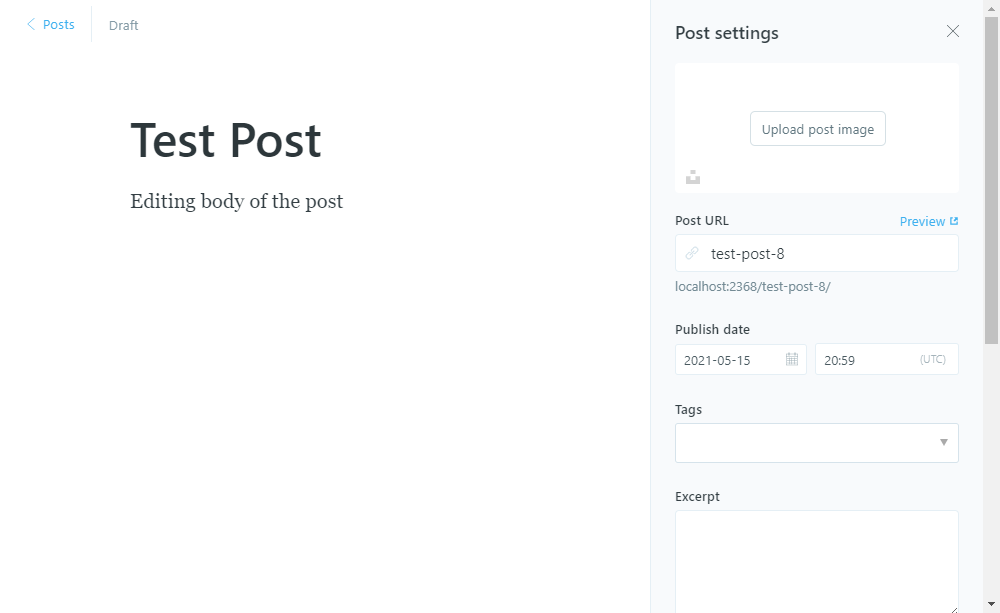 Posts
Draft
Test Post
Editing body of the post
Post settings
Upload post image
Post URL
Preview
test-post-8
localhost:2368/test-post-8/
Publish date
2021-05-15
20:59
(UTC)
Tags
Excerpt